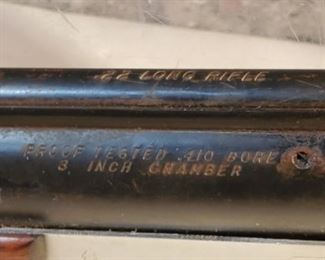 .22 LONG RIFLE
PROOF TESTED .410 BORE
3 INCH CHAMBER